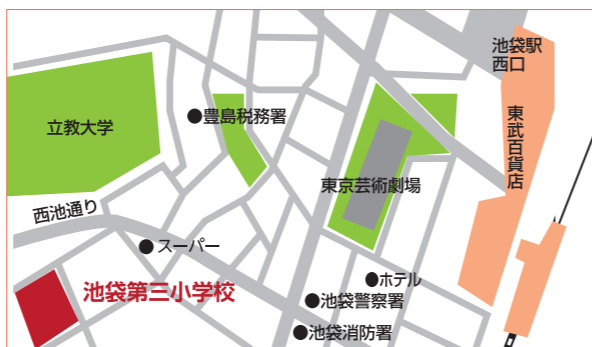 池袋駅
西口
東武百貨店
豊島税務署
立教大学
東京芸術劇場
西池通り
スーパー
池袋第三小学校
ホテル
池袋警察署
池袋消防署